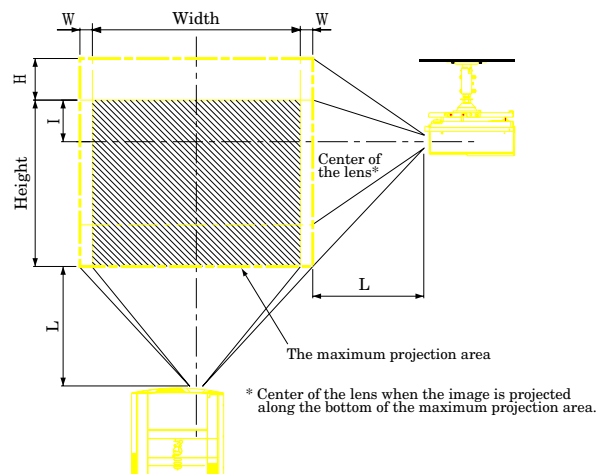 W Width W
H
I
Height
Center of
the lens*
L
L
The maximum projection area
* Center of the lens when the image is projected
along the bottom of the maximum projection area.